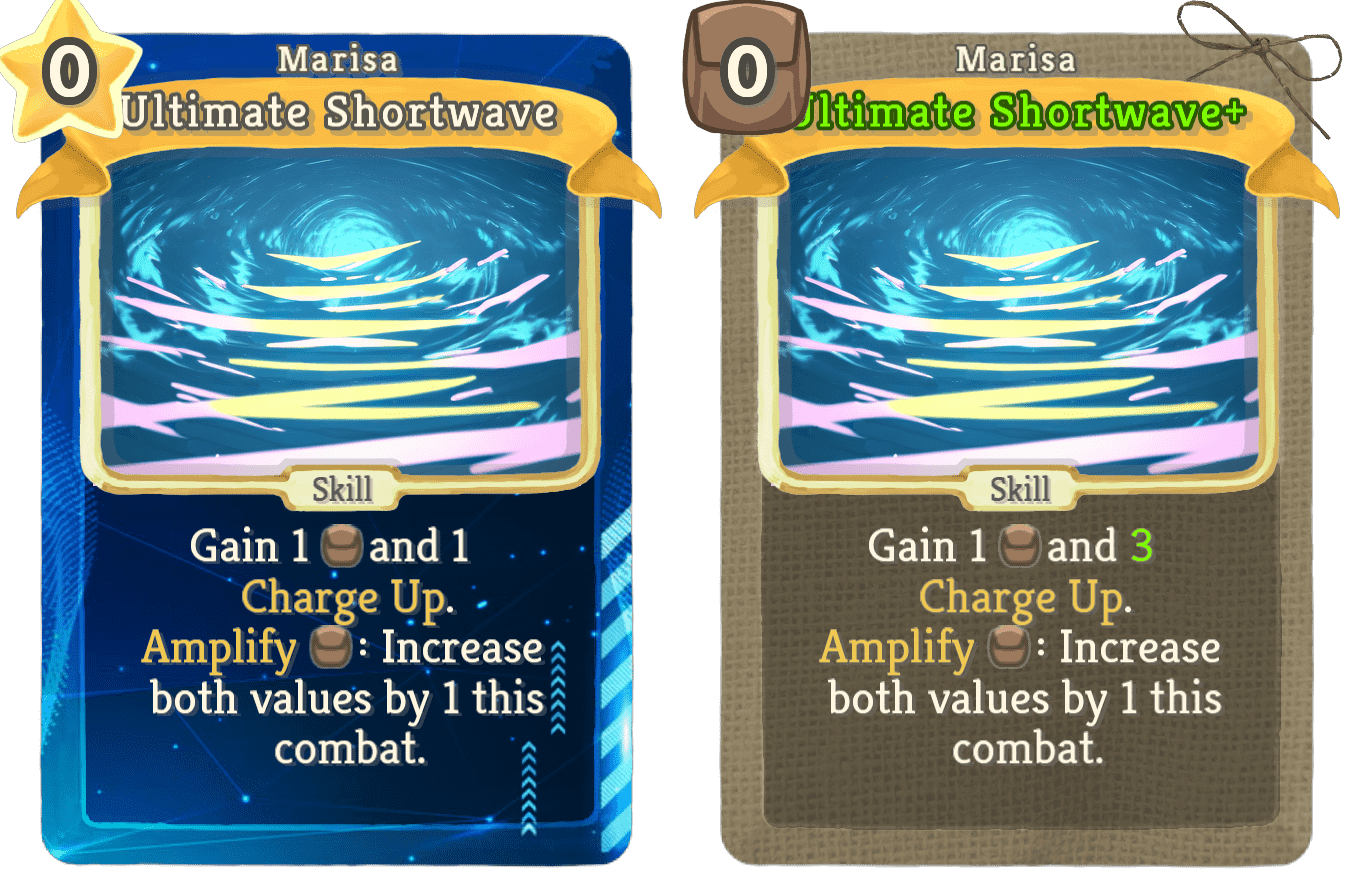 0
Marisa
Ultimate Shortwave
Skill
Gain 1 and 1
Charge Up.
Amplify : Increase
both values by 1 this
combat.
0
Marisa
Ultimate Shortwave+
Skill
Gain 1 and 3
Charge Up.
Amplify : Increase
both values by 1 this
combat.